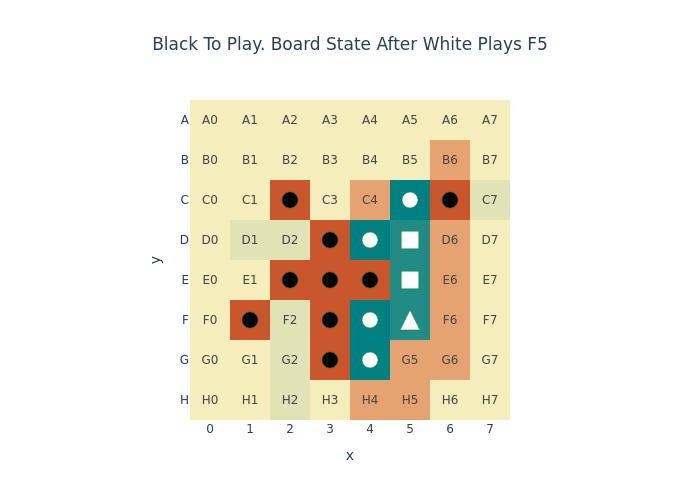 Black To Play. Board State After White Plays F5
A A0 A1 A2 A3 A4 A5 A6 A7
B B0 B1 B2 B3 B4 B5 B6 B7
C C0 C1 C3 C4 C7
D D0 D1 D2 D6 D7
E E0 E1 E6 E7
F F0 F2 F6 F7
G G0 G1 G2 G5 G6 G7
H H0 H1 H2 H3 H4 H5 H6 H7
0 1 2 3 4 5 6 7
x
y